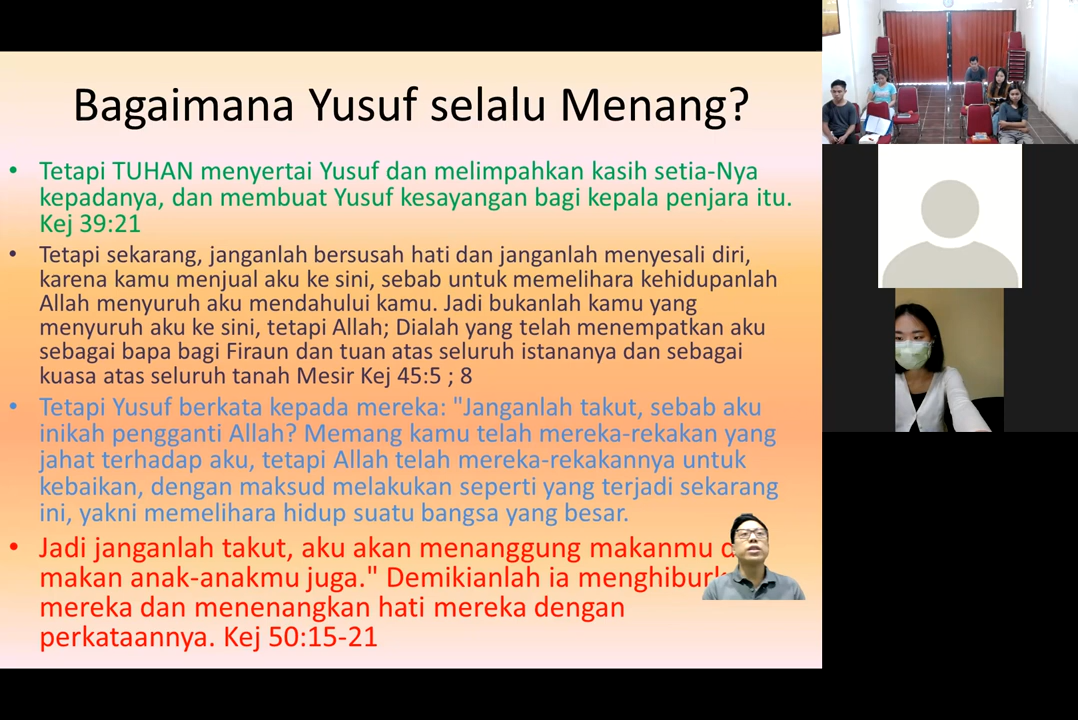 Bagaimana Yusuf selalu Menang?
• Tetapi TUHAN menyertai Yusuf dan melimpahkan kasih setia-Nya
kepadanya, dan membuat Yusuf kesayangan bagi kepala penjara itu.
Kej 39:21
• Tetapi sekarang, janganlah bersusah hati dan janganlah menyesali diri,
karena kamu menjual aku ke sini, sebab untuk memelihara kehidupanlah
Allah menyuruh aku mendahului kamu. Jadi bukanlah kamu yang
menyuruh aku ke sini, tetapi Allah; Dialah yang telah menempatkan aku
sebagai bapa bagi Firaun dan tuan atas seluruh istananya dan sebagai
kuasa atas seluruh tanah Mesir Kej 45:5 ; 8
• Tetapi Yusuf berkata kepada mereka: "Janganlah takut, sebab aku
inikah pengganti Allah? Memang kamu telah mereka-rekakan yang
jahat terhadap aku, tetapi Allah telah mereka-rekakannya untuk
kebaikan, dengan maksud melakukan seperti yang terjadi sekarang
ini, yakni memelihara hidup suatu bangsa yang besar.
• Jadi janganlah takut, aku akan menanggung makanmu
makan anak-anakmu juga." Demikianlah ia
mereka dan menenangkan hati mereka dengan
perkataannya. Kej 50:15-21